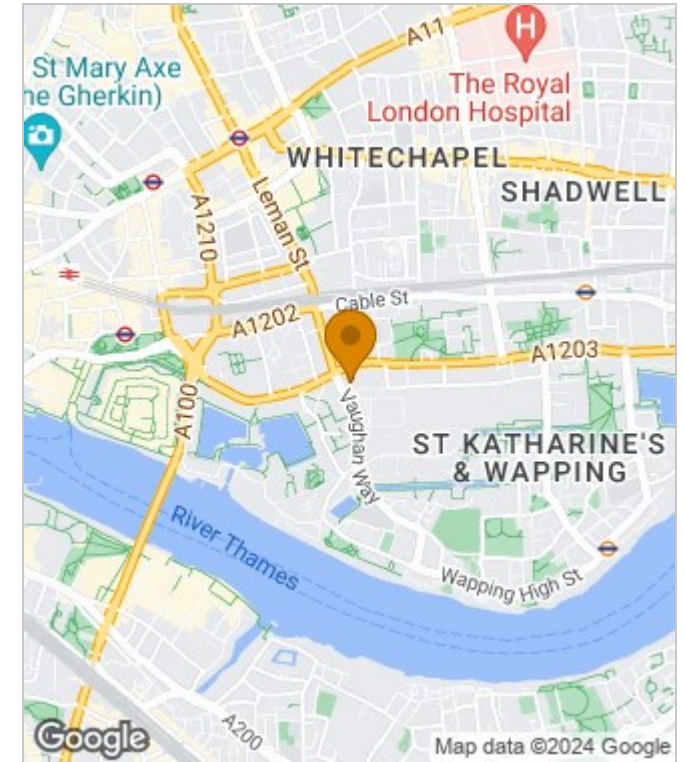 A11
St Mary Axe
he Gherkin)
H
The Royal
London Hospital
WHITECHAPEL
SHADWELL
Leman St
A1210
Cable St
A1202
A1203
A100
Vaughan Way
ST KATHARINE'S
& WAPPING
River Thames
Wapping High St
A200
Google
Map data ©2024 Google